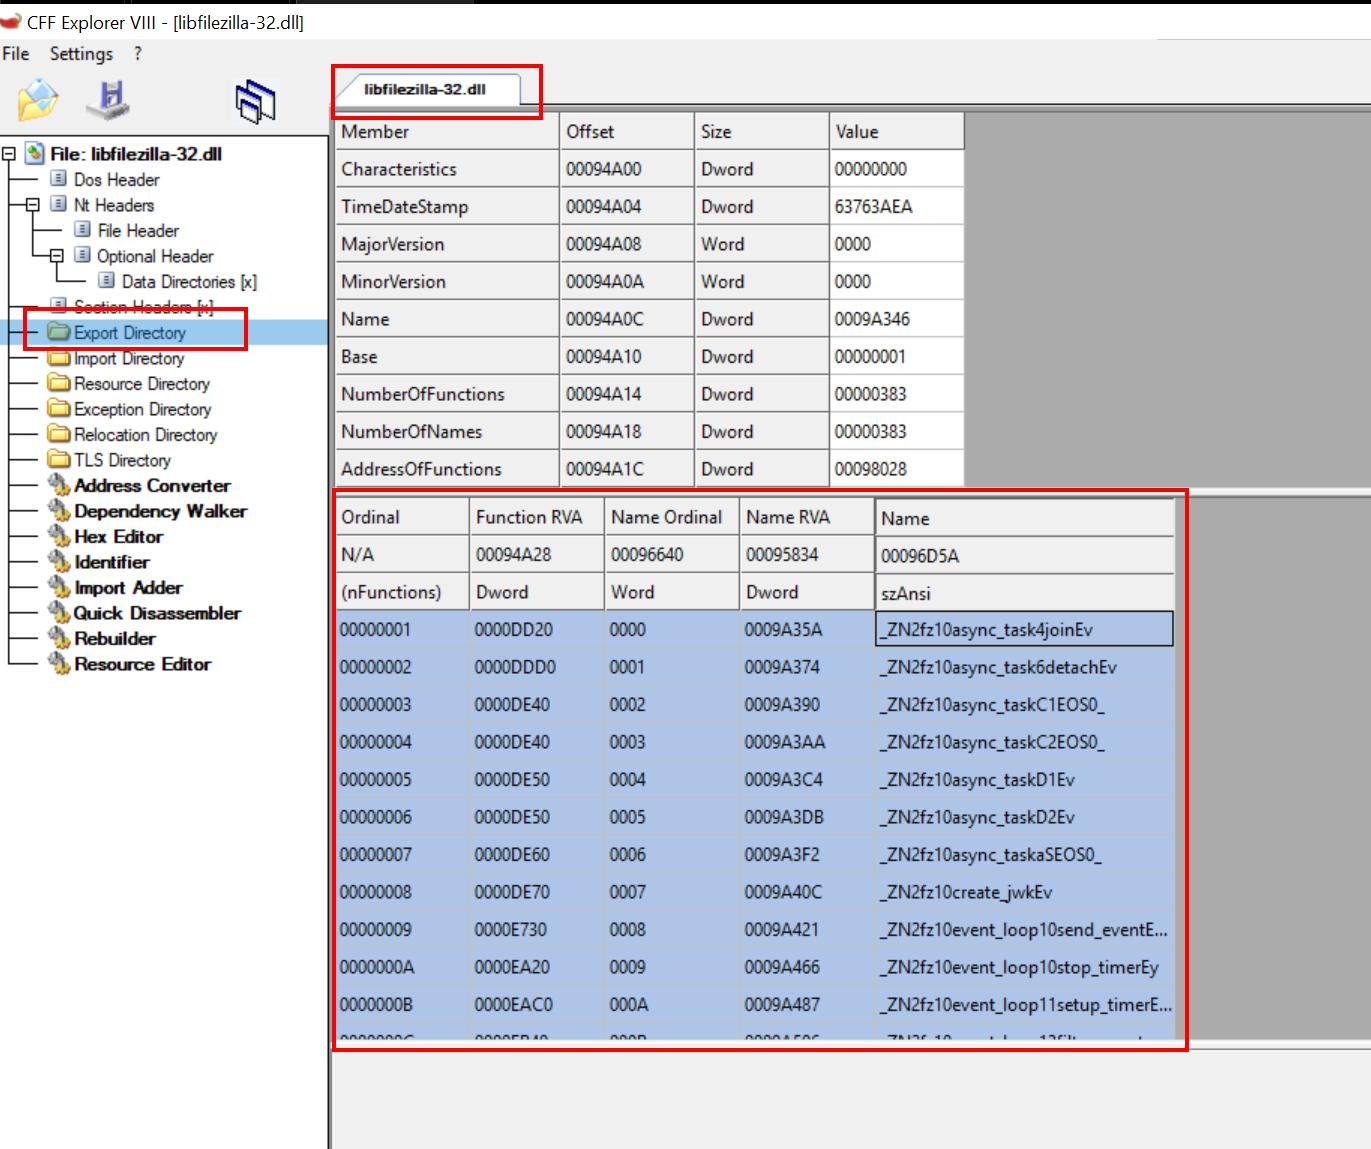 CFF Explorer VIII - [libfilezilla-32.dll]
File Settings ?
libfilezilla-32.dll
File: libfilezilla-32.dll
Dos Header
Nt Headers
File Header
Optional Header
Data Directories [x]
Section Headers [x]
Export Directory
Import Directory
Resource Directory
Exception Directory
Relocation Directory
TLS Directory
Address Converter
Dependency Walker
Hex Editor
Identifier
Import Adder
Quick Disassembler
Rebuilder
Resource Editor
Member Offset Size Value
Characteristics 00094A00 Dword 00000000
TimeDateStamp 00094A04 Dword 63763AEA
MajorVersion 00094A08 Word 0000
MinorVersion 00094A0A Word 0000
Name 00094A0C Dword 0009A346
Base 00094A10 Dword 00000001
NumberOfFunctions 00094A14 Dword 00000383
NumberOfNames 00094A18 Dword 00000383
AddressOfFunctions 00094A1C Dword 00098028
Ordinal Function RVA Name Ordinal Name RVA Name
N/A 00094A28 00096640 00095834 00096D5A
(nFunctions) Dword Word Dword szAnsi
00000001 0000DD20 0000 0009A35A _ZN2fz10async_task4joinEv
00000002 0000DDD0 0001 0009A374 _ZN2fz10async_task6detachEv
00000003 0000DE40 0002 0009A390 _ZN2fz10async_taskC1EOS0_
00000004 0000DE40 0003 0009A3AA _ZN2fz10async_taskC2EOS0_
00000005 0000DE50 0004 0009A3C4 _ZN2fz10async_taskD1Ev
00000006 0000DE50 0005 0009A3DB _ZN2fz10async_taskD2Ev
00000007 0000DE60 0006 0009A3F2 _ZN2fz10async_taskaSEOS0_
00000008 0000DE70 0007 0009A40C _ZN2fz10create_jwkEv
00000009 0000E730 0008 0009A421 _ZN2fz10event_loop10send_eventE...
0000000A 0000EA20 0009 0009A466 _ZN2fz10event_loop10stop_timerEy
0000000B 0000EAC0 000A 0009A487 _ZN2fz10event_loop11setup_timerE...